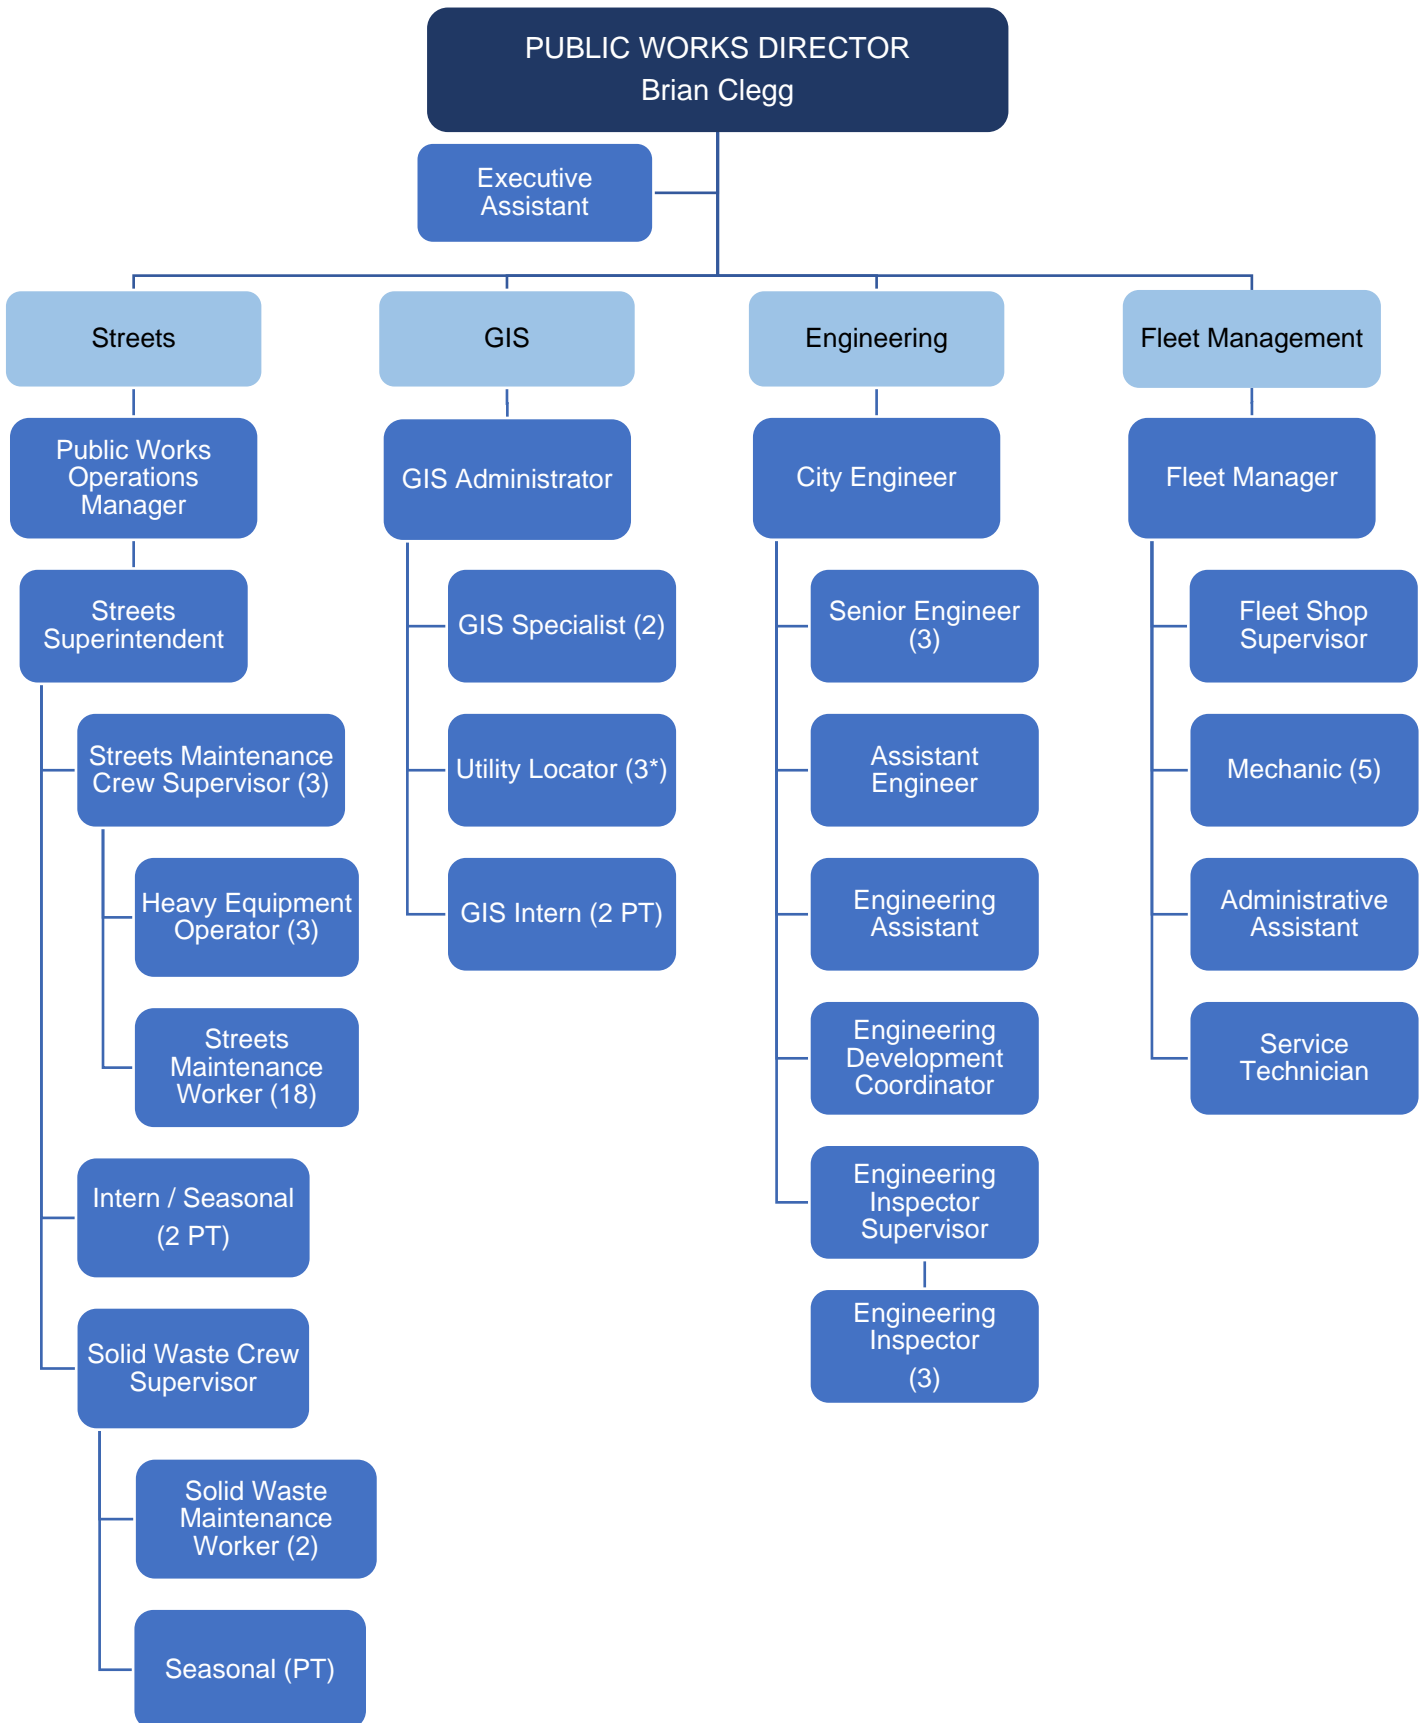 PUBLIC WORKS DIRECTOR
Brian Clegg
Executive
Assistant
Streets
GIS
Engineering
Fleet Management
Public Works
Operations
Manager
GIS Administrator
City Engineer
Fleet Manager
Streets
Superintendent
Streets Maintenance
Crew Supervisor (3)
Heavy Equipment
Operator (3)
Streets
Maintenance
Worker (18)
Intern / Seasonal
(2 PT)
Solid Waste Crew
Supervisor
Solid Waste
Maintenance
Worker (2)
Seasonal (PT)
GIS Specialist (2)
Utility Locator (3*)
GIS Intern (2 PT)
Senior Engineer
(3)
Assistant
Engineer
Engineering
Assistant
Engineering
Development
Coordinator
Engineering
Inspector
Supervisor
Engineering
Inspector
(3)
Fleet Shop
Supervisor
Mechanic (5)
Administrative
Assistant
Service
Technician